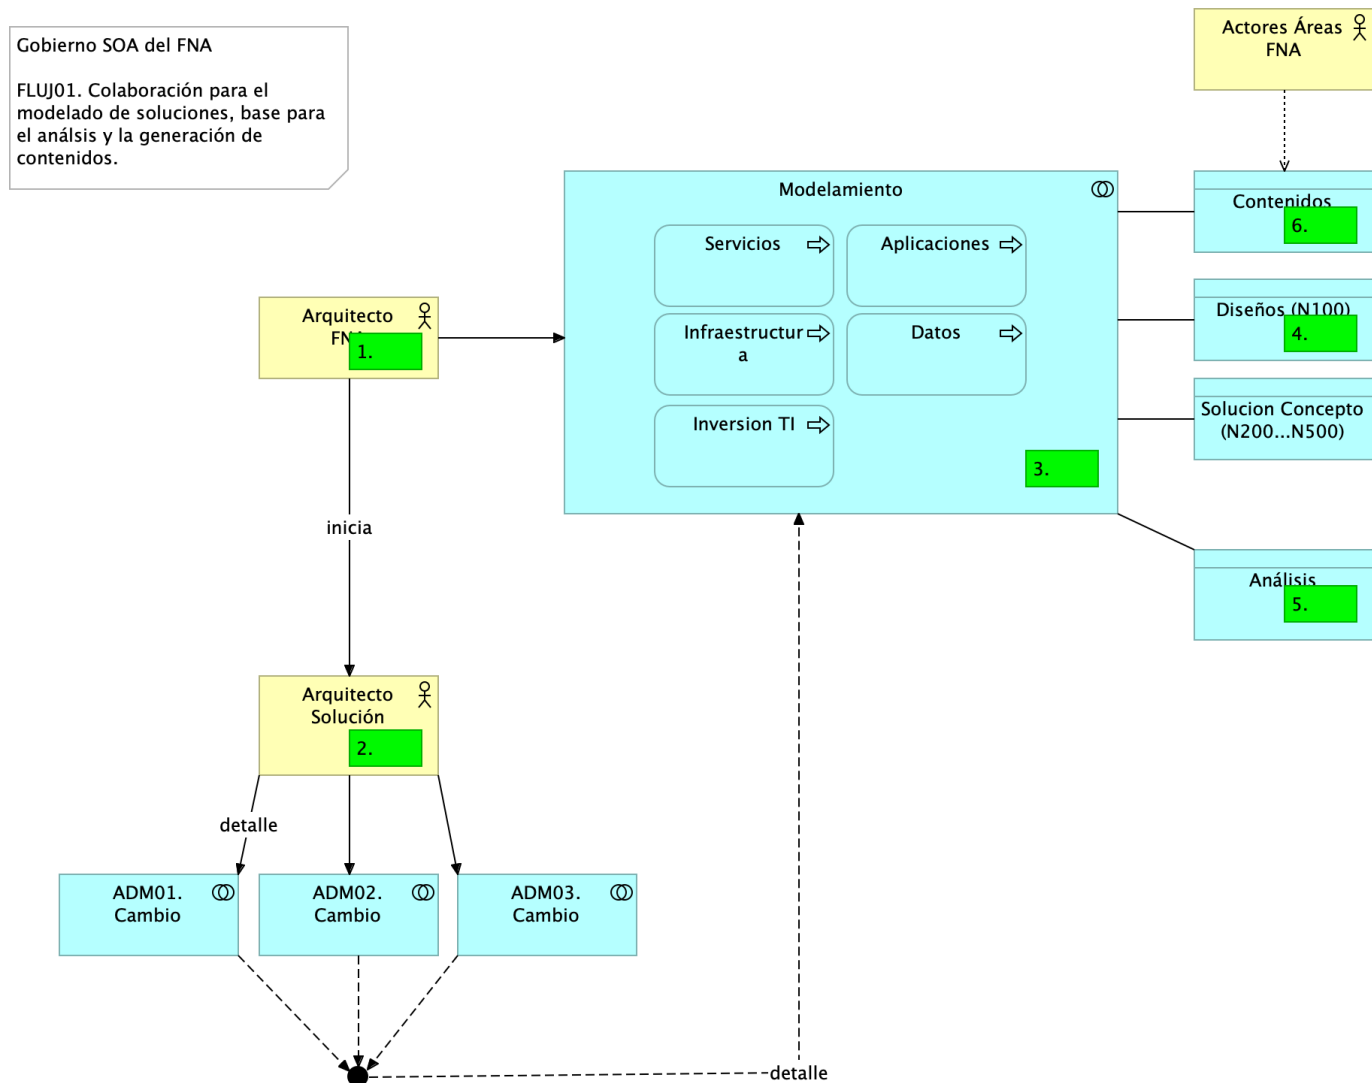 Gobierno SOA del FNA
FLUJ01. Colaboración para el
modelado de soluciones, base para
el análsis y la generación de
contenidos.
Actores Áreas
FNA
Modelamiento
Servicios
Aplicaciones
Infraestructur
a
Datos
Inversion TI
3.
Contenidos
6.
Diseños (N100)
4.
Solucion Concepto
(N200...N500)
Análisis
5.
Arquitecto
1.
inicia
Arquitecto
Solución
2.
detalle
ADM01.
Cambio
ADM02.
Cambio
ADM03.
Cambio
detalle